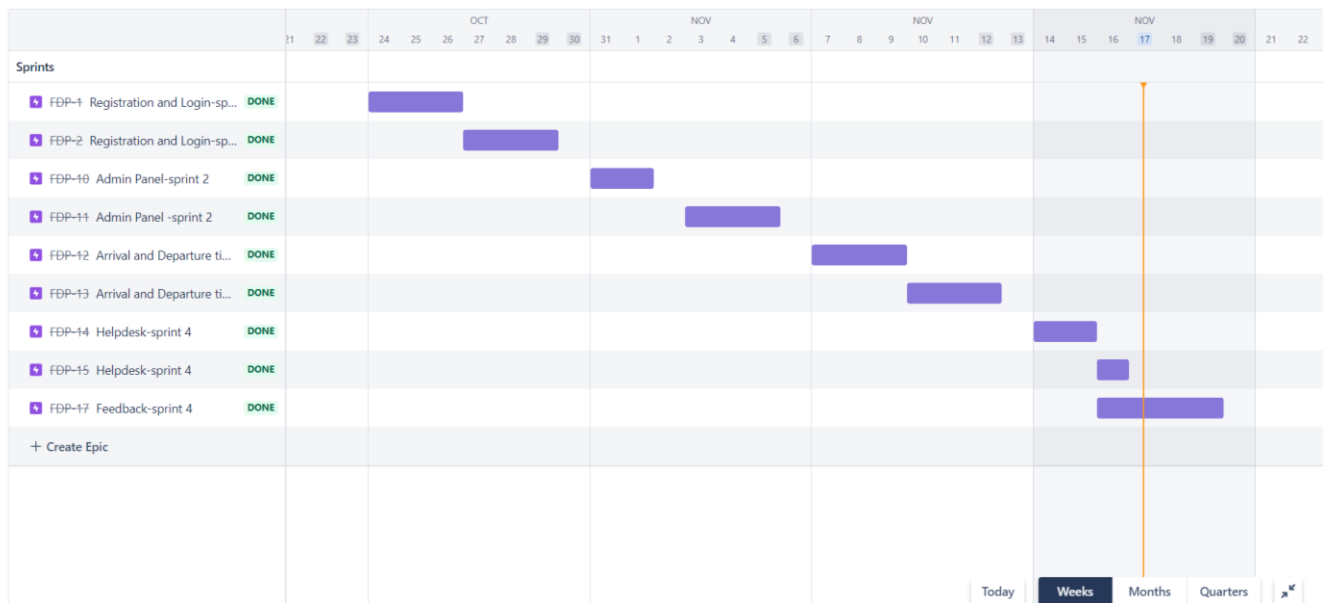 OCT NOV NOV NOV
21 22 23 24 25 26 27 28 29 30 31 1 2 3 4 5 6 7 8 9 10 11 12 13 14 15 16 17 18 19 20 21 22
Sprints
FDP-1 Registration and Login-sp... DONE
FDP-2 Registration and Login-sp... DONE
FDP-10 Admin Panel-sprint 2 DONE
FDP-11 Admin Panel -sprint 2 DONE
FDP-12 Arrival and Departure ti... DONE
FDP-13 Arrival and Departure ti... DONE
FDP-14 Helpdesk-sprint 4 DONE
FDP-15 Helpdesk-sprint 4 DONE
FDP-17 Feedback-sprint 4 DONE
+ Create Epic
Today Weeks Months Quarters